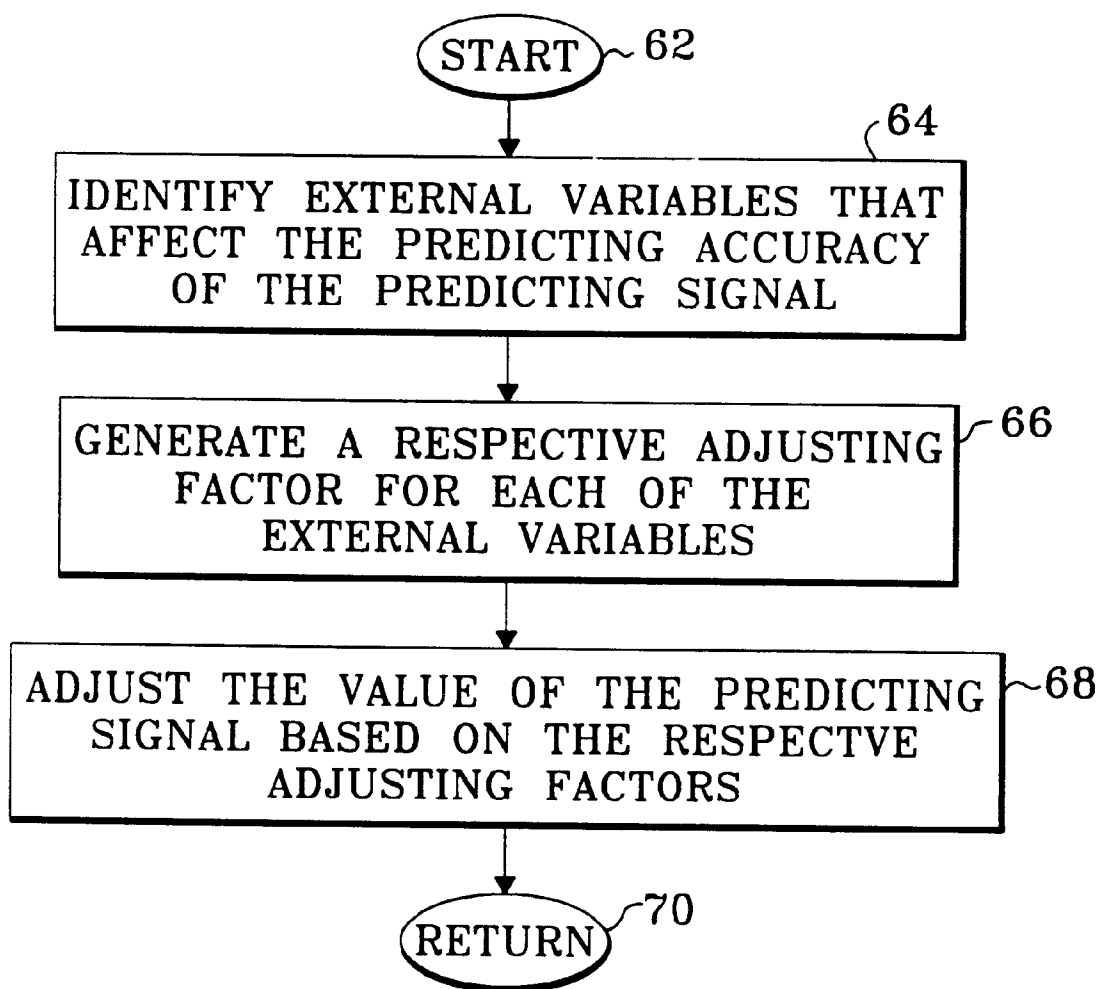 START
62
64
IDENTIFY EXTERNAL VARIABLES THAT
AFFECT THE PREDICTING ACCURACY
OF THE PREDICTING SIGNAL
66
GENERATE A RESPECTIVE ADJUSTING
FACTOR FOR EACH OF THE
EXTERNAL VARIABLES
68
ADJUST THE VALUE OF THE PREDICTING
SIGNAL BASED ON THE RESPECTVE
ADJUSTING FACTORS
70
RETURN